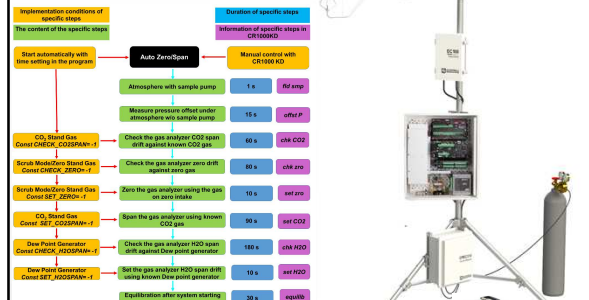 Implementation conditions of
specific steps
Duration of specific steps
The content of the specific steps
Information of specific steps in
CR1000KD
Start automatically with
time setting in the program
Auto Zero/Span
Manual control with
CR1000 KD
Atmosphere with sample pump
1 s
fld smp
Measure pressure offset under
atmosphere w/o sample pump
15 s
offst P
CO2 Stand Gas
Const CHECK_CO2SPAN= -1
Check the gas analyzer CO2 span
drift against known CO2 gas
60 s
chk CO2
Scrub Mode/Zero Stand Gas
Const CHECK_ZERO= -1
Check the gas analyzer zero drift
against zero gas
60 s
chk zro
Scrub Mode/Zero Stand Gas
Const SET_ZERO= -1
Zero the gas analyzer using the gas
on zero intake
10 s
set zro
CO2 Stand Gas
Const SET_CO2SPAN= -1
Span the gas analyzer using known
CO2 gas
90 s
set CO2
Dew Point Generator
Const CHECK_H2OSPAN= -1
Check the gas analyzer H2O span
drift against Dew point generator
180 s
chk H2O
Dew Point Generator
Const SET_H2OSPAN= -1
Set the gas analyzer H2O span drift
using known Dew point generator
10 s
set H2O
Equilibration after system starting
30 s
equilib